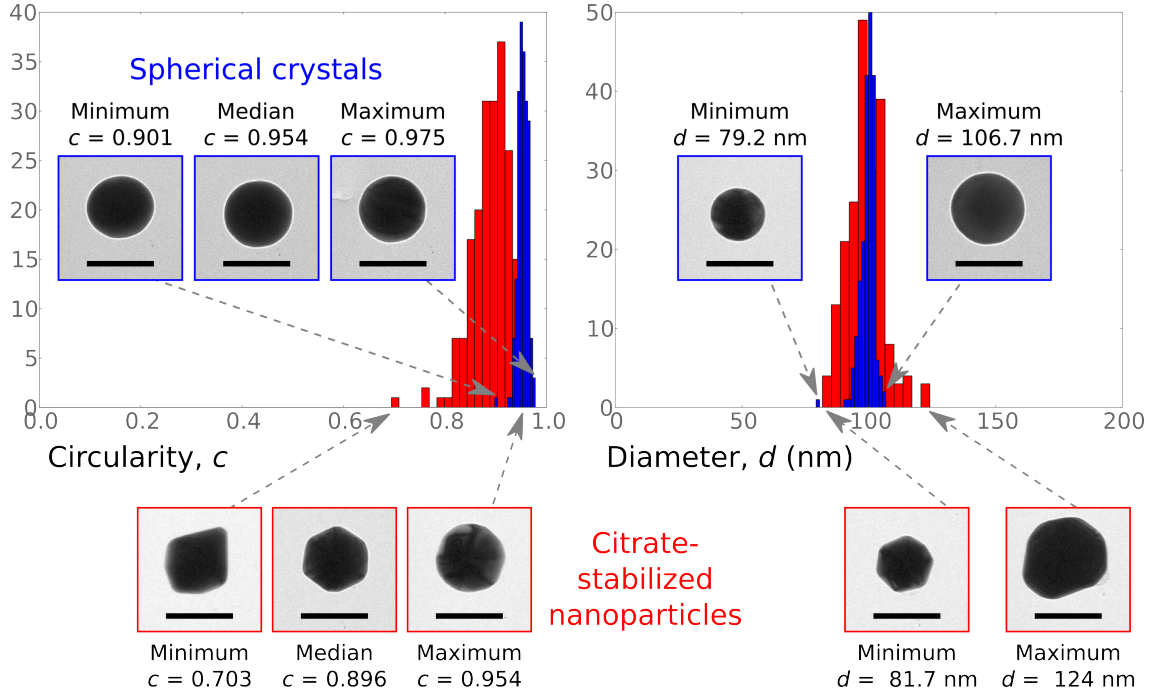 40
35
30
25
20
15
10
5
0
0.0
0.2
0.4
0.6
0.8
1.0
Spherical crystals
Minimum
c = 0.901
Median
c = 0.954
Maximum
c = 0.975
Circularity, c
50
40
30
20
10
0
50
100
150
200
Minimum
d = 79.2 nm
Maximum
d = 106.7 nm
Diameter, d (nm)
Minimum
c = 0.703
Median
c = 0.896
Maximum
c = 0.954
Citrate-
stabilized
nanoparticles
Minimum
d = 81.7 nm
Maximum
d = 124 nm